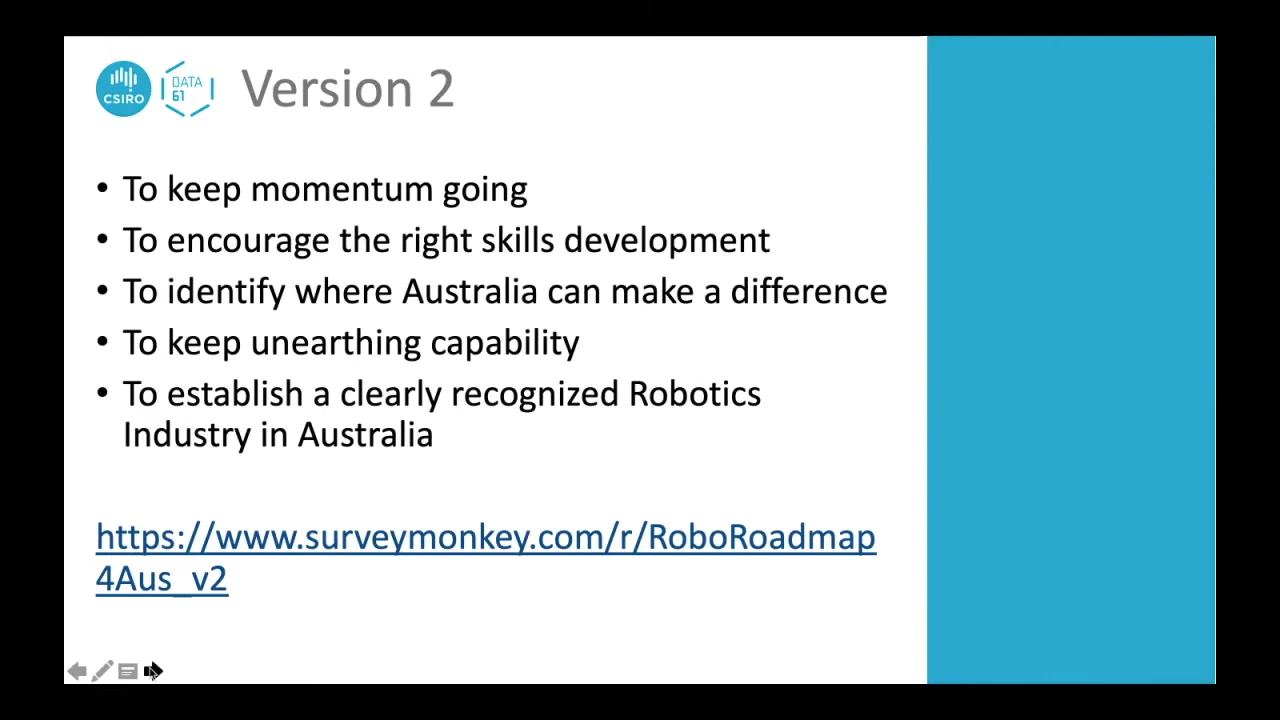 CSIRO
DATA
61
Version 2
• To keep momentum going
• To encourage the right skills development
• To identify where Australia can make a difference
• To keep unearthing capability
• To establish a clearly recognized Robotics
Industry in Australia
https://www.surveymonkey.com/r/RoboRoadmap
4Aus_v2